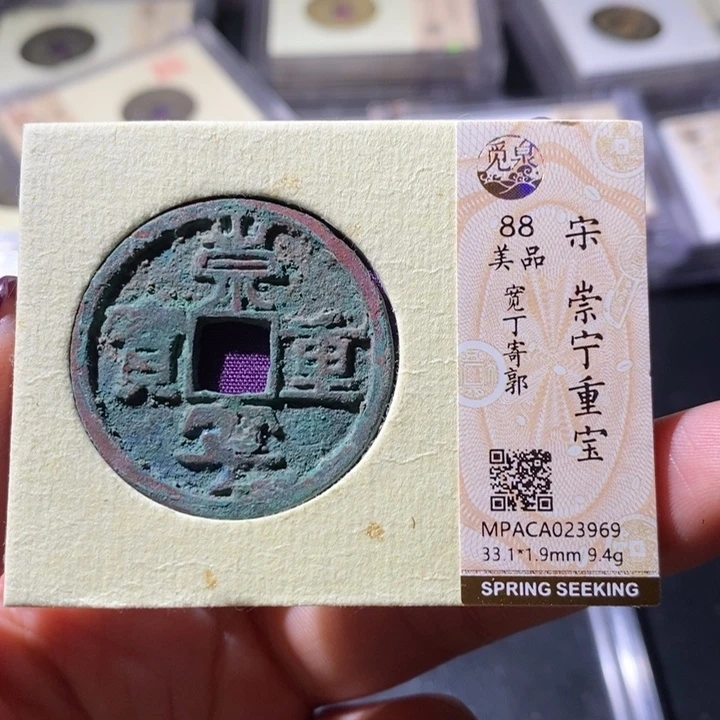 崇
重
寧
寳
觅泉
88
美品
宽丁寄郭
宋 崇宁重宝
MPACA023969
33.1*1.9mm 9.4g
SPRING SEEKING